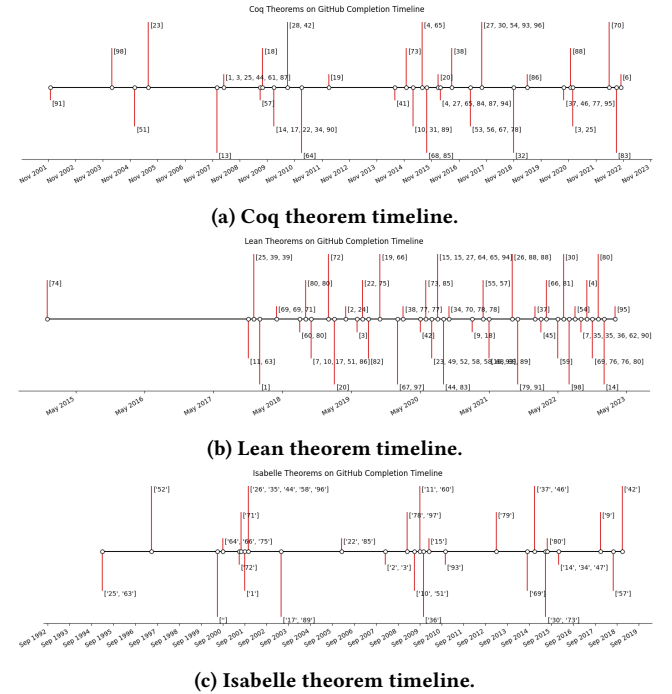 Coq Theorems on GitHub Completion Timeline
[23] [28, 42] [4, 65] [27, 30, 54, 93, 96] [70]
[98] [18] [73] [38] [88]
[1, 3, 25, 44, 61, 87] [19] [20] [86] [6]
[91] [57] [41] [4, 27, 65, 84, 87, 94] [37, 46, 77, 95]
[51] [14, 17, 22, 34, 90] [10, 31, 89] [53, 56, 67, 78] [3, 25]
[13] [64] [68, 85] [32] [83]
Nov 2001 Nov 2002 Nov 2003 Nov 2004 Nov 2005 Nov 2006 Nov 2007 Nov 2008 Nov 2009 Nov 2010 Nov 2011 Nov 2012 Nov 2013 Nov 2014 Nov 2015 Nov 2016 Nov 2017 Nov 2018 Nov 2019 Nov 2020 Nov 2021 Nov 2022 Nov 2023
(a) Coq theorem timeline.
Lean Theorems on GitHub Completion Timeline
[25, 39, 39] [72] [19, 66] [15, 15, 27, 64, 65, 94] [26, 88, 88] [30] [80]
[74] [80, 80] [22, 75] [73, 85] [55, 57] [66, 81] [4]
[69, 69, 71] [2, 24] [38, 77, 77] [34, 70, 78, 78] [37] [54] [95]
[60, 80] [3] [42] [9, 18] [45] [7, 35, 35, 36, 62, 90]
[11, 63] [7, 10, 17, 51, 86] [82] [23, 49, 52, 58, 58, 89] [59] [69, 76, 76, 80]
[1] [20] [67, 97] [44, 83] [79, 91] [98] [14]
May 2015 May 2016 May 2017 May 2018 May 2019 May 2020 May 2021 May 2022 May 2023
(b) Lean theorem timeline.
Isabelle Theorems on GitHub Completion Timeline
['52'] ['26', '35', '44', '58', '96'] ['11', '60'] ['37', '46'] ['42']
['71'] ['78', '97'] ['79'] ['9']
['64', '66', '75'] ['22', '85'] ['15'] ['80']
['72'] ['2', '3'] ['93'] ['14', '34', '47']
['25', '63'] ['1'] ['10', '51'] ['69'] ['57']
[''] ['17', '89'] ['36'] ['30', '73']
Sep 1992 Sep 1993 Sep 1995 Sep 1996 Sep 1997 Sep 1998 Sep 1999 Sep 2000 Sep 2001 Sep 2002 Sep 2003 Sep 2004 Sep 2005 Sep 2006 Sep 2007 Sep 2008 Sep 2009 Sep 2010 Sep 2011 Sep 2012 Sep 2013 Sep 2014 Sep 2015 Sep 2016 Sep 2017 Sep 2018 Sep 2019
(c) Isabelle theorem timeline.